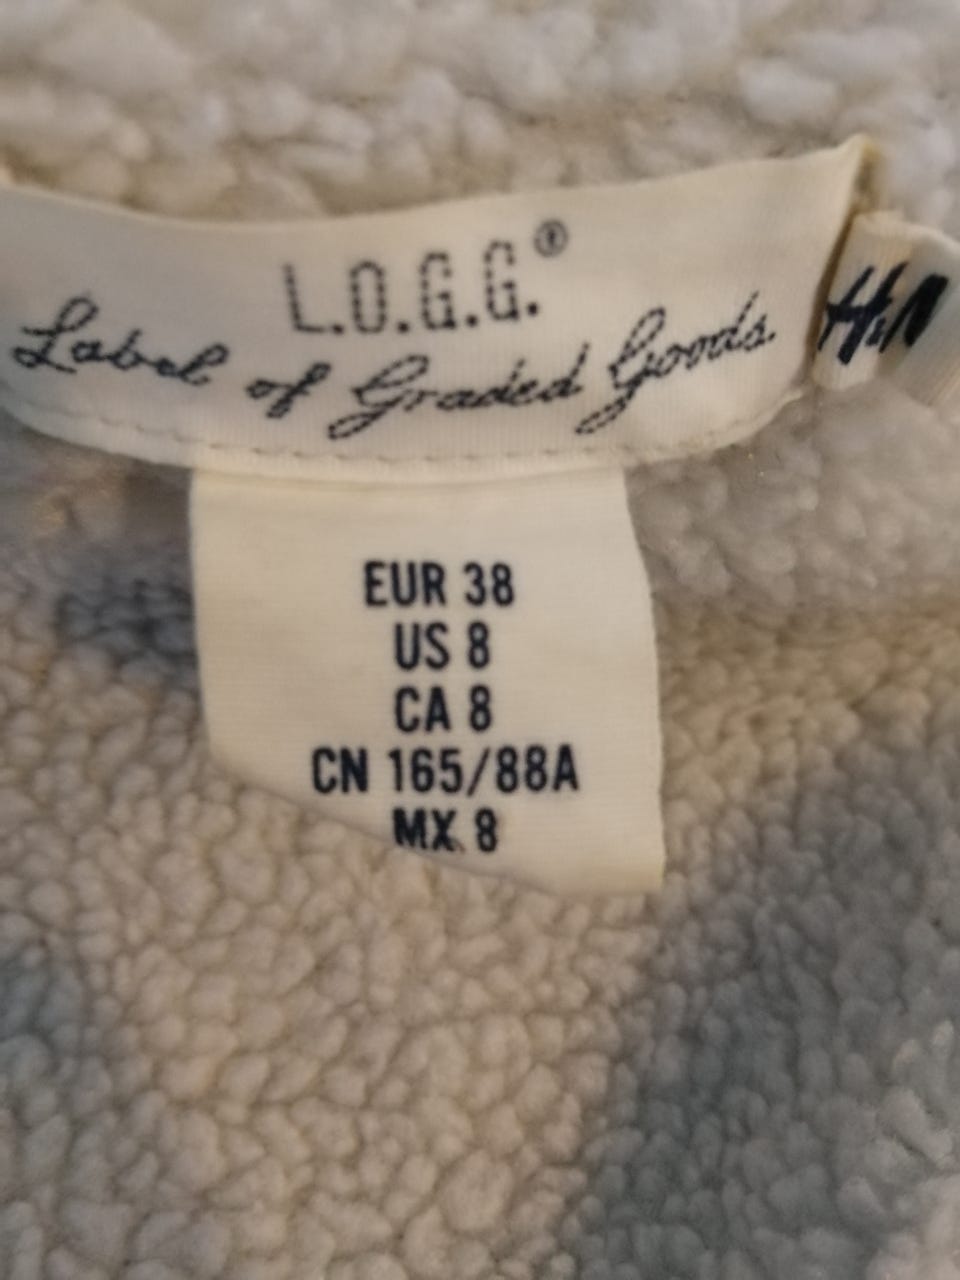 L.O.G.G.®
Label of Graded Goods.
H&M
EUR 38
US 8
CA 8
CN 165/88A
MX 8